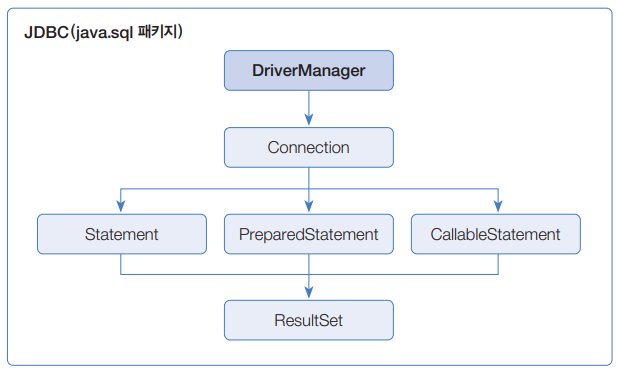 JDBC(java.sql 패키지)
DriverManager
Connection
Statement
PreparedStatement
CallableStatement
ResultSet